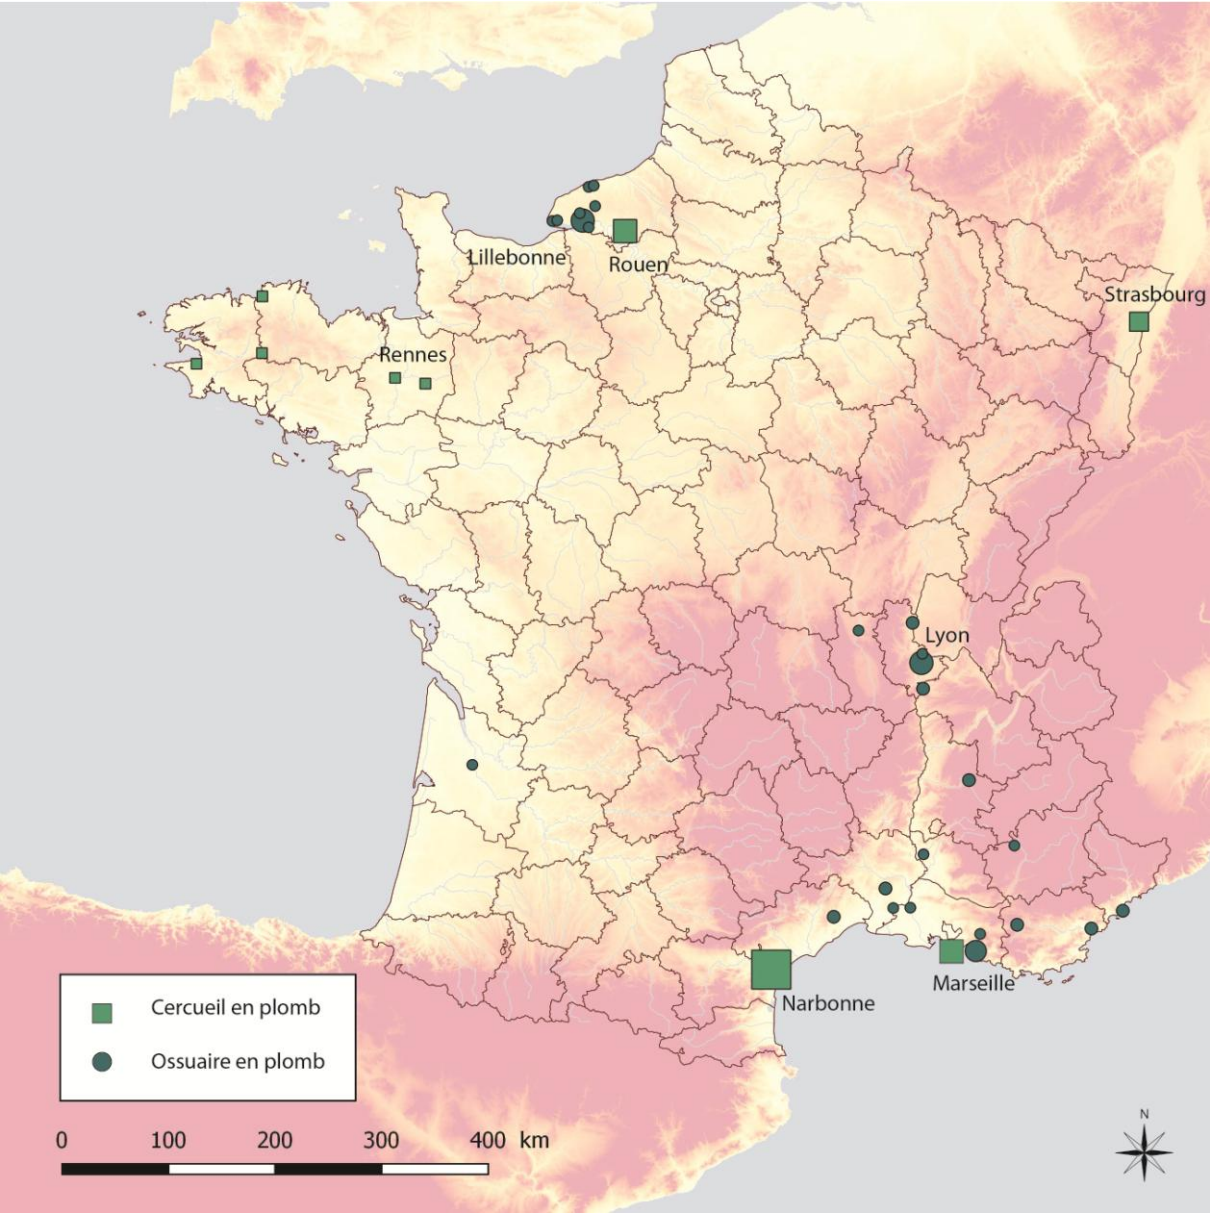 Lillebonne
Rouen
Strasbourg
Rennes
Lyon
Marseille
Narbonne
Cercueil en plomb
Ossuaire en plomb
0 100 200 300 400 km
N